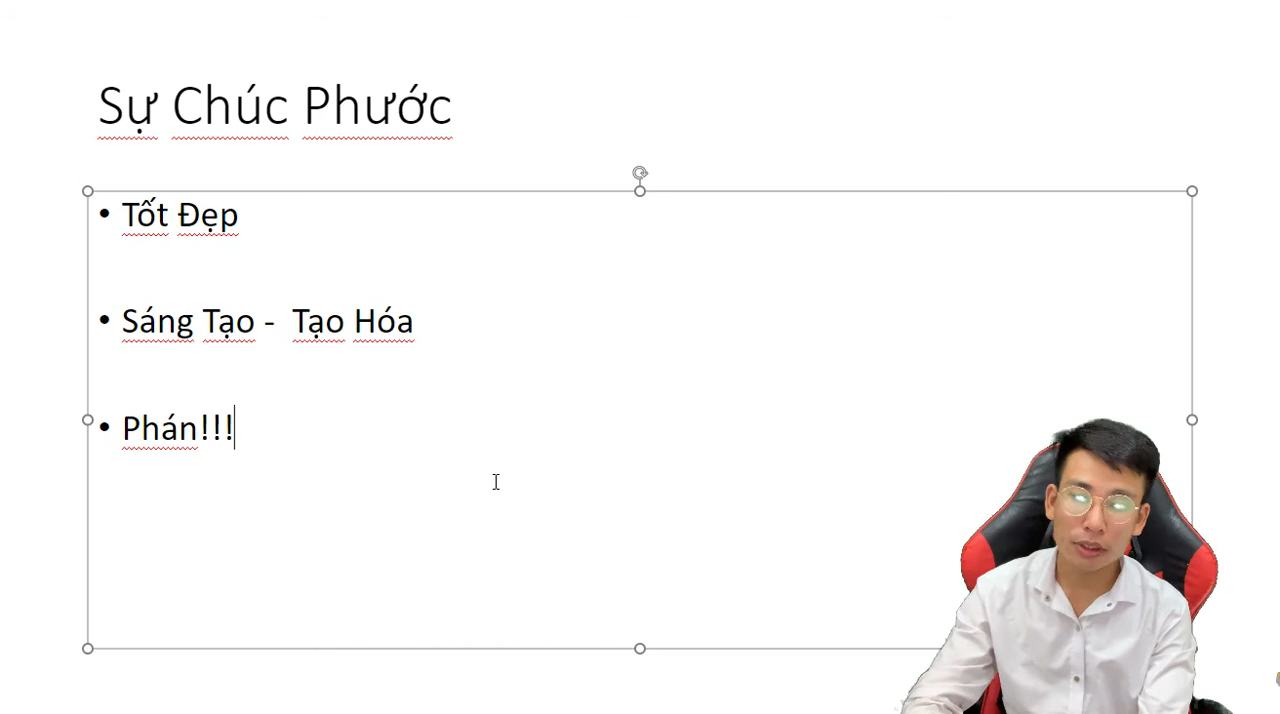 Sự Chúc Phước
• Tốt Đẹp
• Sáng Tạo -  Tạo Hóa
• Phán!!!